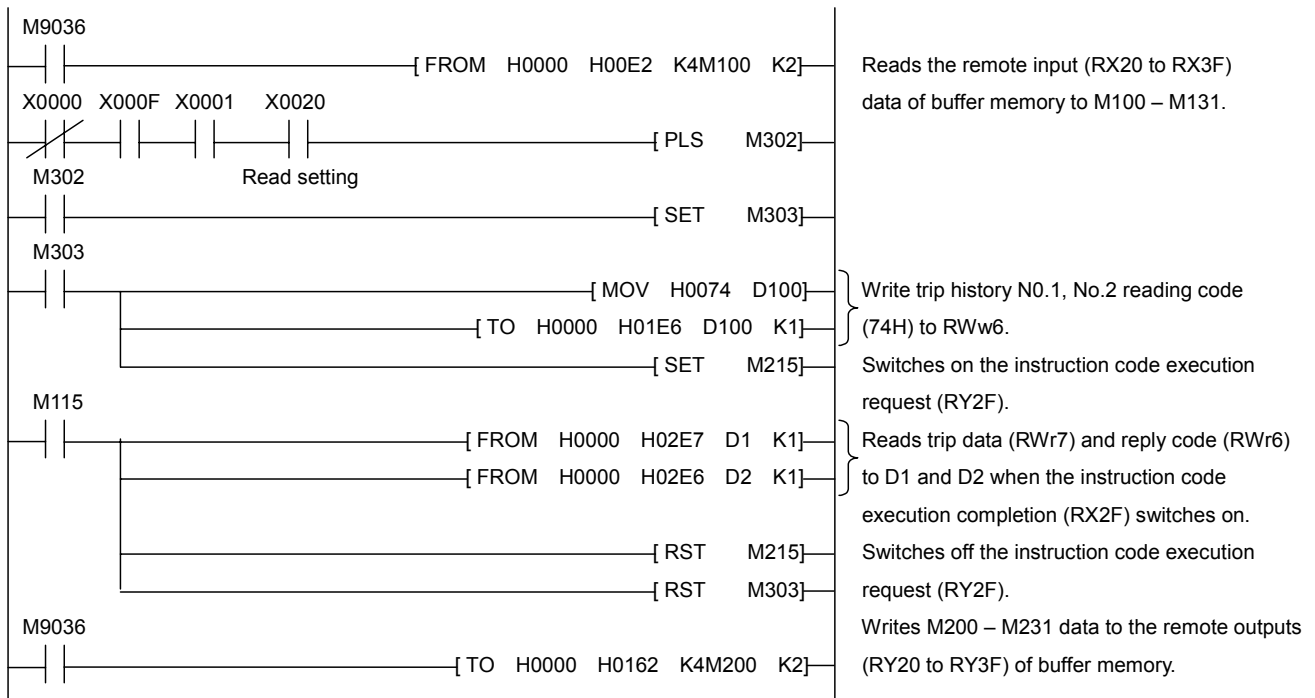 M9036
[ FROM H0000 H00E2 K4M100 K2] Reads the remote input (RX20 to RX3F)
X0000 X000F X0001 X0020 data of buffer memory to M100 – M131.
[ PLS M302]
M302 Read setting
[ SET M303]
M303
[ MOV H0074 D100] Write trip history N0.1, No.2 reading code
[ TO H0000 H01E6 D100 K1] (74H) to RWw6.
[ SET M215] Switches on the instruction code execution
M115 request (RY2F).
[ FROM H0000 H02E7 D1 K1] Reads trip data (RWr7) and reply code (RWr6)
[ FROM H0000 H02E6 D2 K1] to D1 and D2 when the instruction code
execution completion (RX2F) switches on.
[ RST M215] Switches off the instruction code execution
[ RST M303] request (RY2F).
M9036 Writes M200 – M231 data to the remote outputs
[ TO H0000 H0162 K4M200 K2] (RY20 to RY3F) of buffer memory.